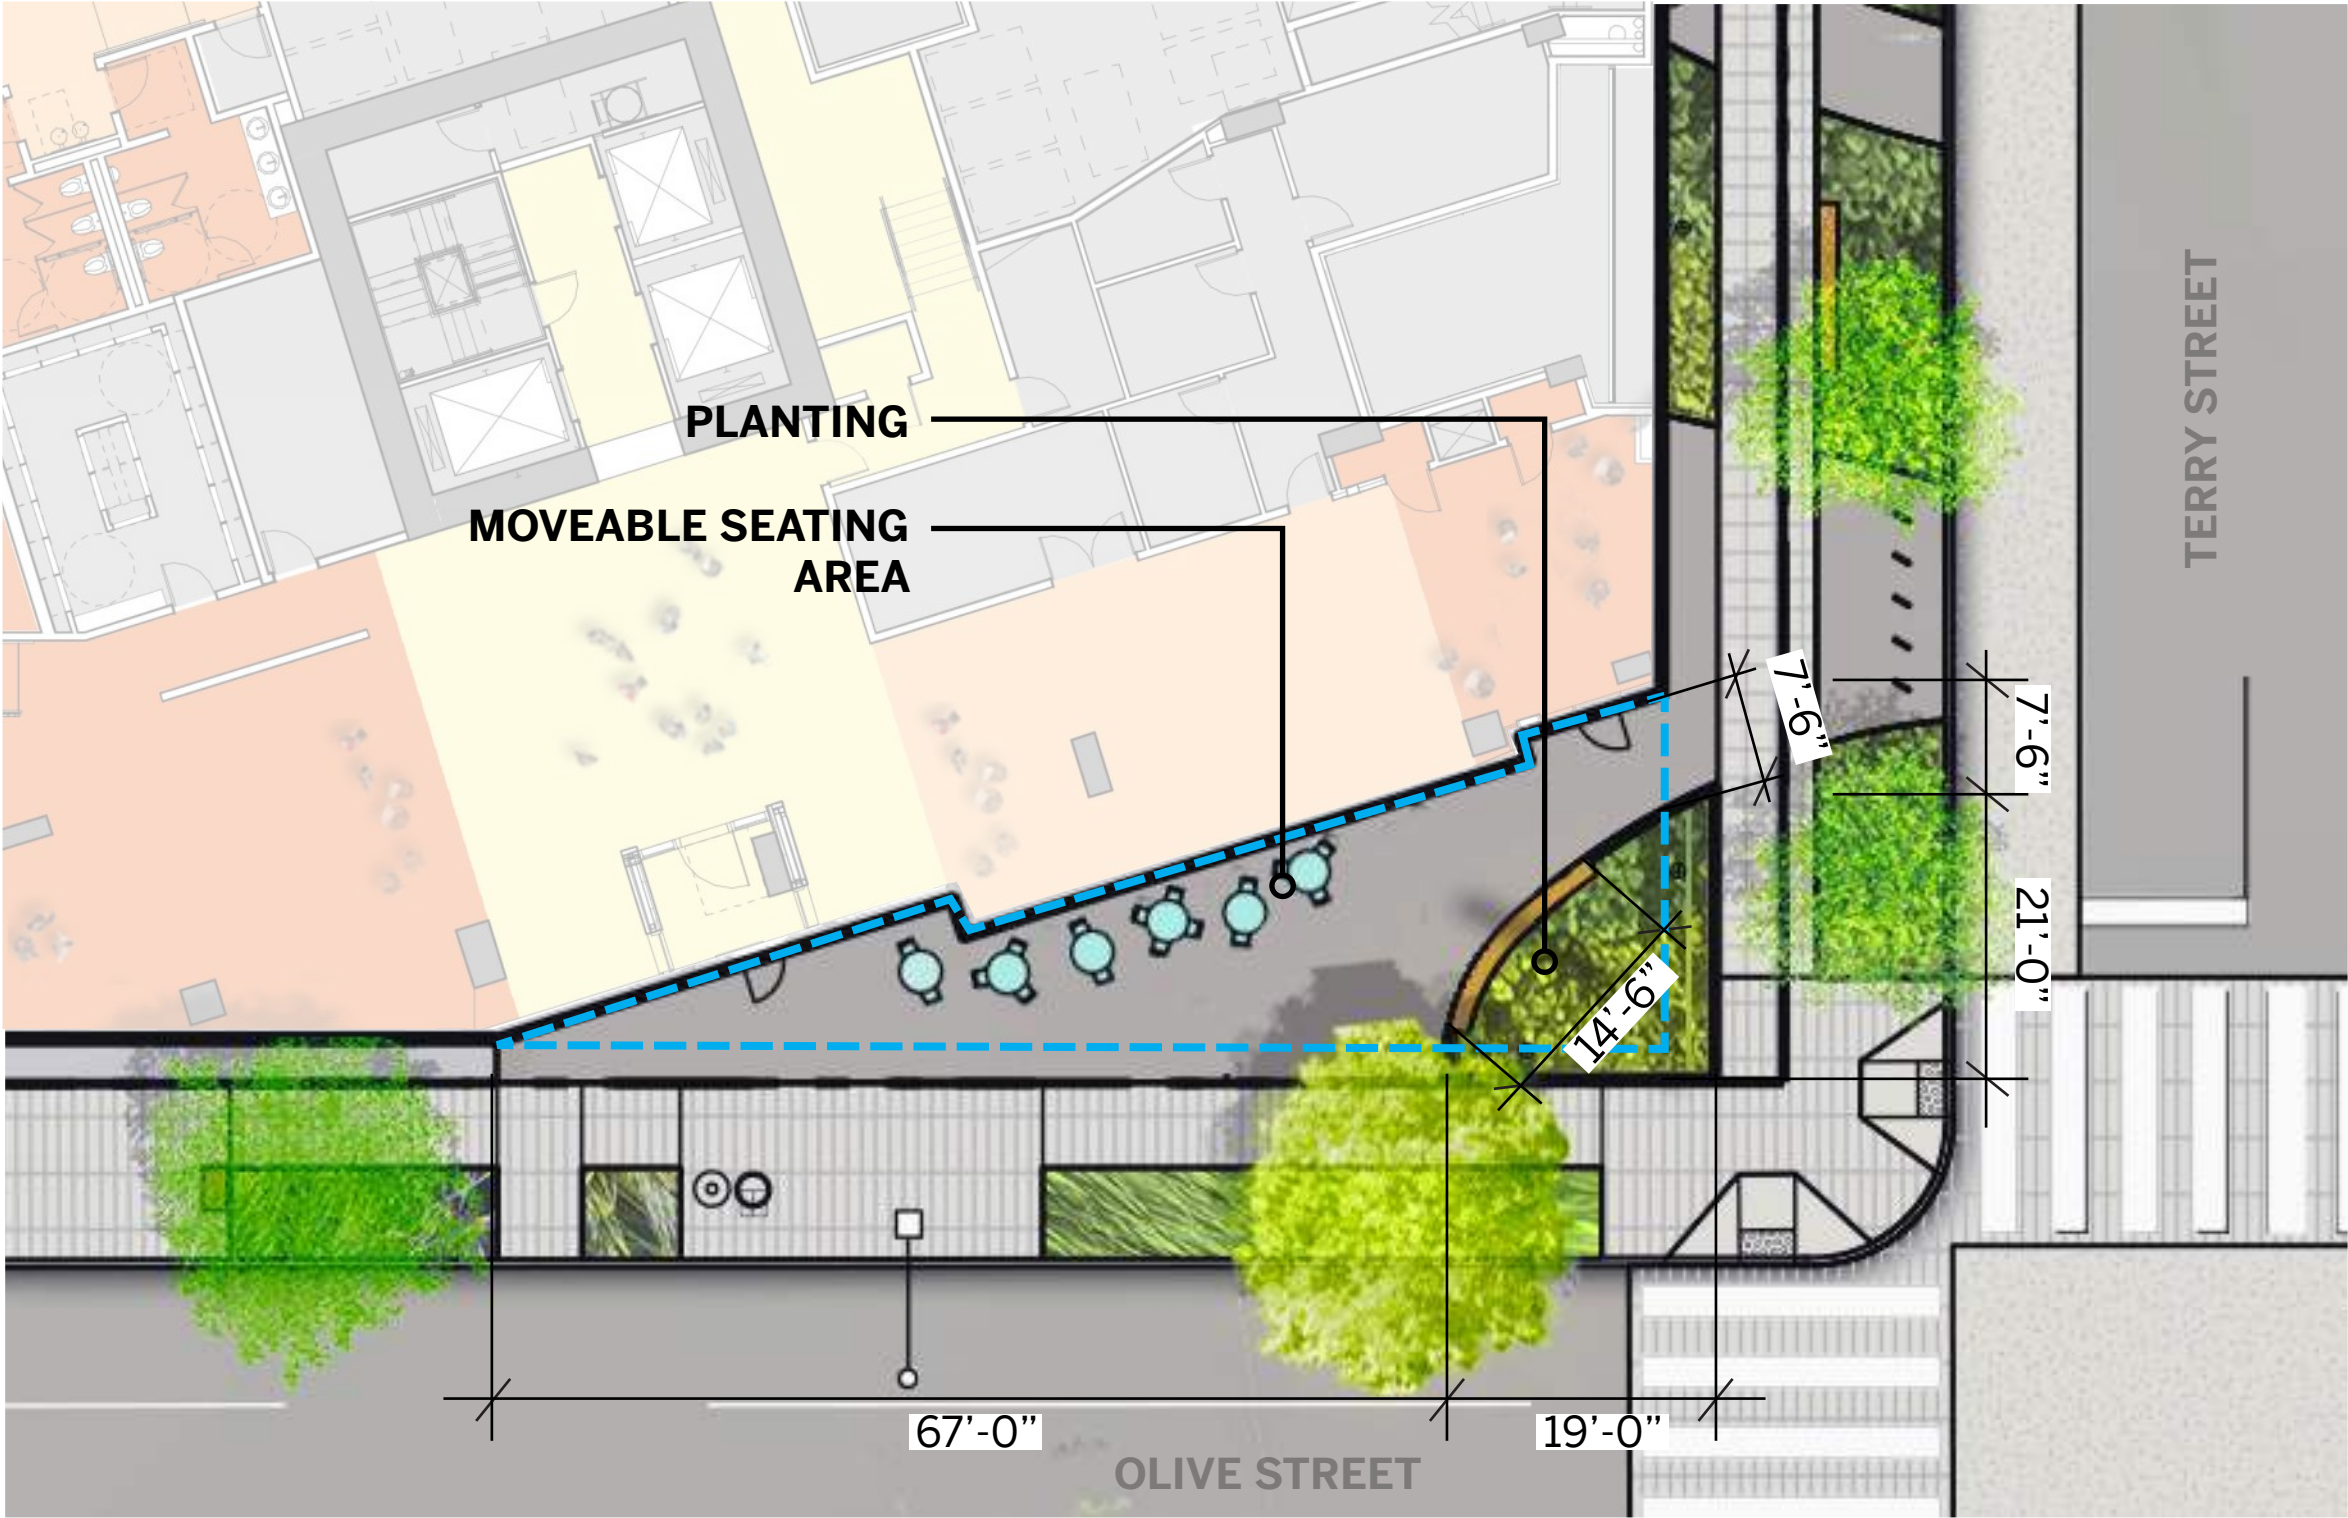 PLANTING
MOVEABLE SEATING
AREA
TERRY STREET
7’-6”
7’-6”
21’-0”
14’-6”
67’-0”
19’-0”
OLIVE STREET